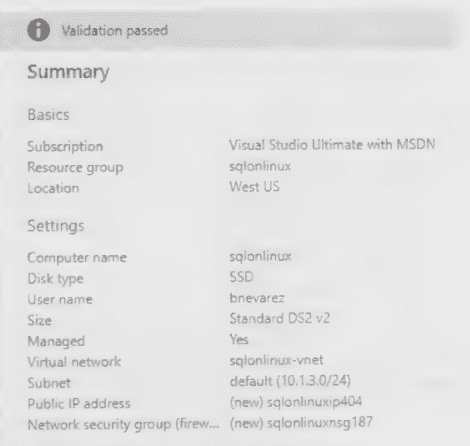 Validation passed
Summary
Basics
Subscription Visual Studio Ultimate with MSDN
Resource group sqlonlinux
Location West US
Settings
Computer name sqlonlinux
Disk type SSD
User name bnevarez
Size Standard DS2 v2
Managed Yes
Virtual network sqlonlinux-vnet
Subnet default (10.1.3.0/24)
Public IP address (new) sqlonlinuxip404
Network security group (firew... (new) sqlonlinuxnsg187